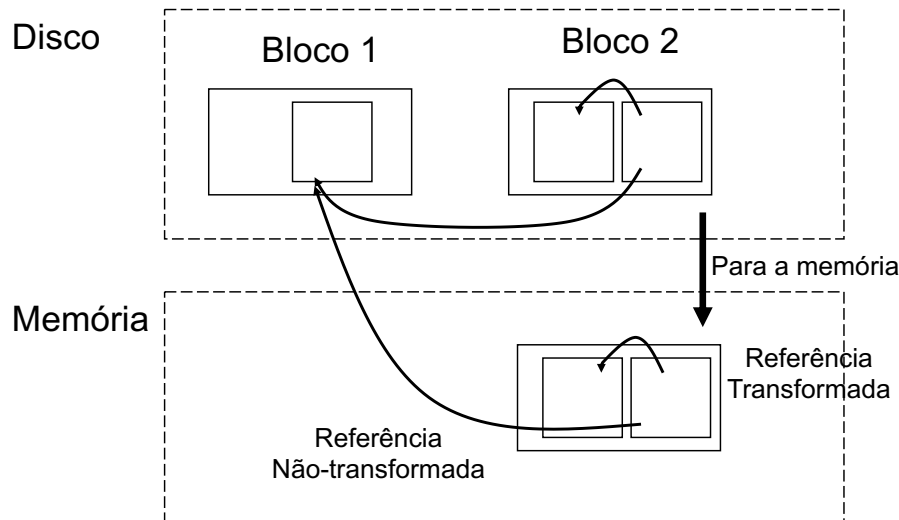 Disco
Bloco 1
Bloco 2
Para a memória
Memória
Referência
Transformada
Referência
Não-transformada